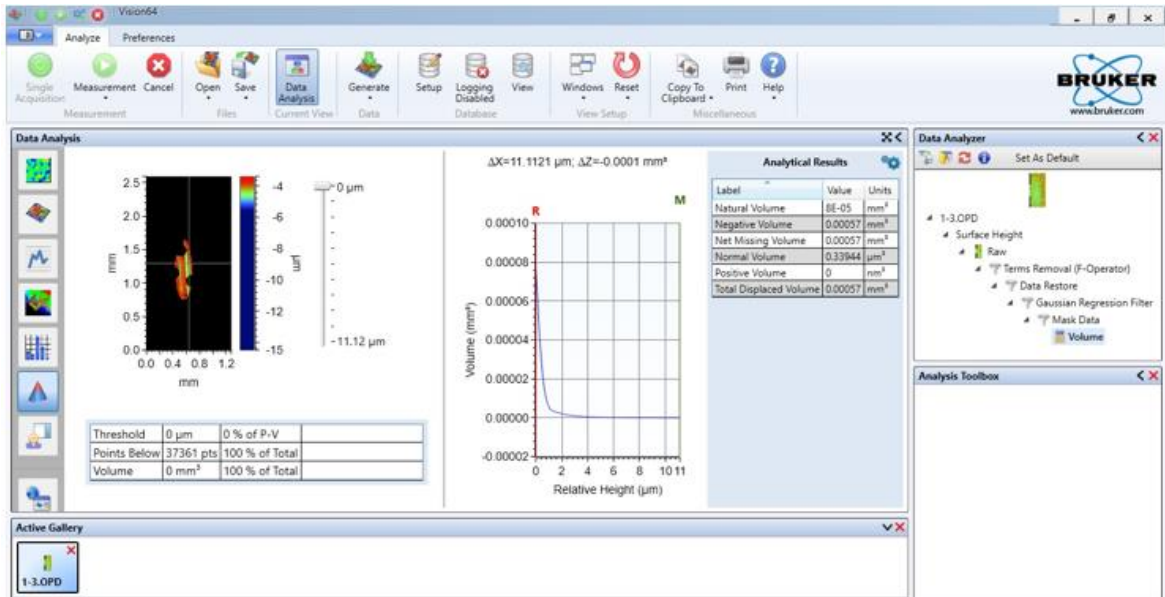 Vision64
Analyze Preferences
Single Acquisition
Measurement
Cancel
Open
Save
Data Analysis
Generate
Setup
Logging Disabled
View
Windows
Reset
Copy To Clipboard
Print
Help
Measurement
Files
Current View
Data
Database
View Setup
Miscellaneous
BRUKER
www.bruker.com
Data Analysis
2.5
2.0
1.5
1.0
0.5
0.0
mm
0.0 0.4 0.8 1.2
mm
-4
-6
-8
-10
-12
-15
µm
0 µm
-11.12 µm
Threshold 0 µm 0 % of P-V
Points Below 37361 pts 100 % of Total
Volume 0 mm³ 100 % of Total
ΔX=11.1121 µm; ΔZ=-0.0001 mm³
R
M
0.00010
0.00008
0.00006
0.00004
0.00002
0.00000
-0.00002
Volume (mm³)
0 2 4 6 8 10 11
Relative Height (µm)
Analytical Results
Label Value Units
Natural Volume 8E-05 mm³
Negative Volume 0.00057 mm³
Net Missing Volume 0.00057 mm³
Normal Volume 0.33944 µm³
Positive Volume 0 nm³
Total Displaced Volume 0.00057 mm³
Data Analyzer
Set As Default
1-3.OPD
Surface Height
Raw
Terms Removal (F-Operator)
Data Restore
Gaussian Regression Filter
Mask Data
Volume
Analysis Toolbox
Active Gallery
1-3.OPD